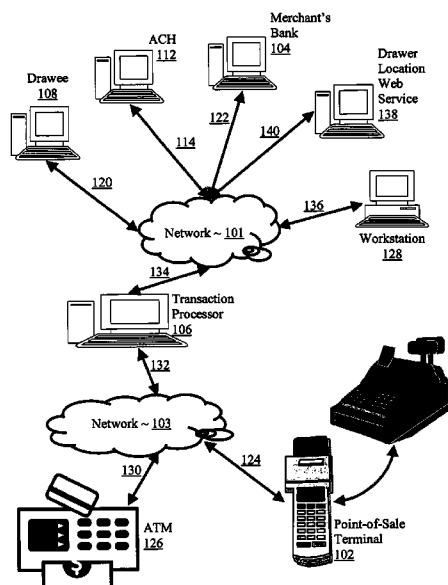 Merchant's
Bank
104
ACH
112
Drawer
Location
Web
Service
138
Drawee
108
122
140
114
120
136
Network ~ 101
Workstation
128
134
Transaction
Processor
106
132
Network ~ 103
130
124
ATM
126
$
Point-of-Sale
Terminal
102